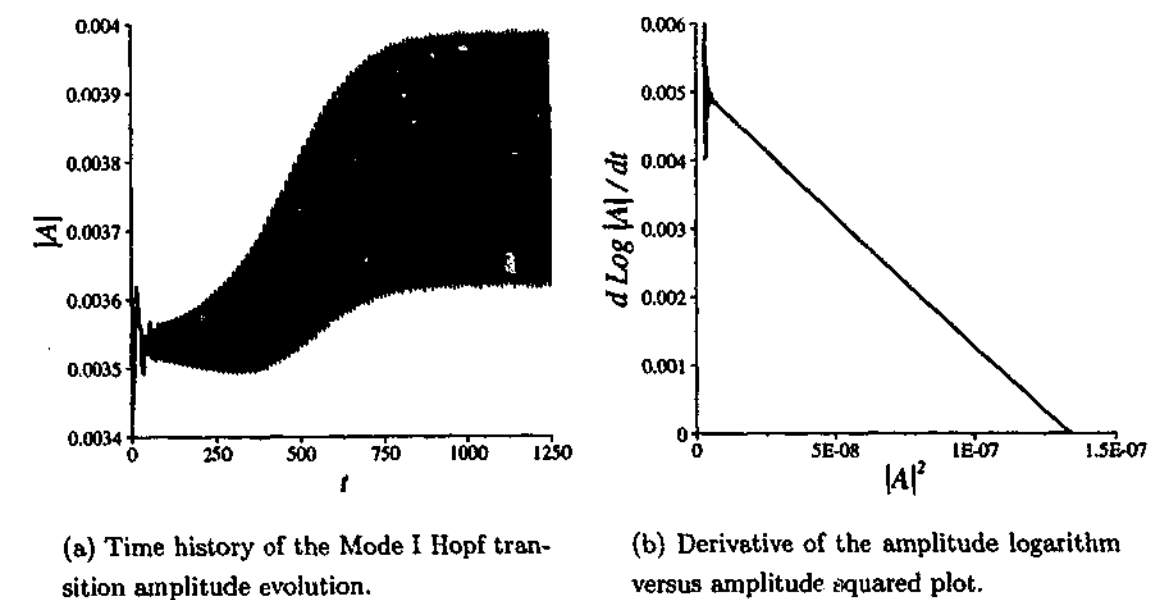 0.004
0.0039
0.0038
0.0037
0.0036
0.0035
0.0034
|A|
0 250 500 750 1000 1250
t
0.006
0.005
0.004
0.003
0.002
0.001
0
d Log |A| / dt
0 5E-08 1E-07 1.5E-07
|A|²
(a) Time history of the Mode I Hopf tran-
sition amplitude evolution.
(b) Derivative of the amplitude logarithm
versus amplitude squared plot.